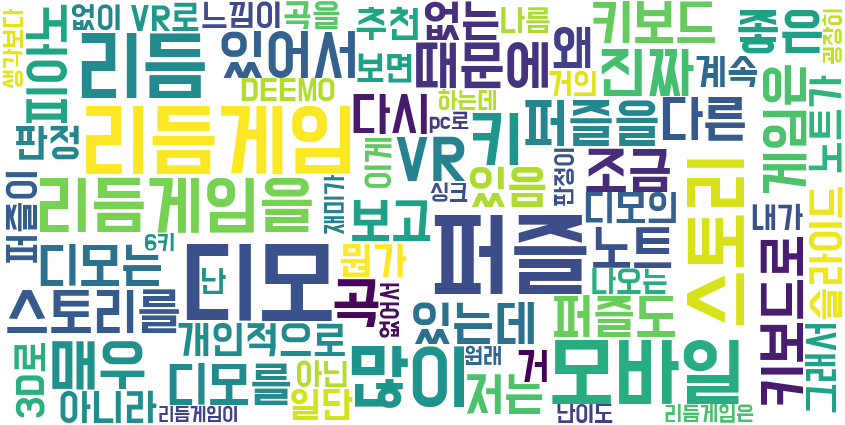 생각보다
없이
VR로
느낌이
곡을
추천
없는
나름
키보드
좋은
굉장히
피아노
리듬
있어서
보면
때문에
왜
진짜
계속
DEEMO
하는데
거의
판정
리듬게임
다시
pc로
키
퍼즐을
다른
게임은
노트가
이게
VR
싱크
있음
판정이
조금
스토리
퍼즐이
리듬게임을
재미가
보고
디모의
내가
슬라이드
6키
디모는
난
디모
뭔가
퍼즐
노트
나오는
키보드로
스토리를
곡
없어서
있는데
퍼즐도
그래서
개인적으로
3D로
매우
디모를
아닌
많이
원래
거
모바일
아니라
일단
저는
리듬게임이
난이도
리듬게임은